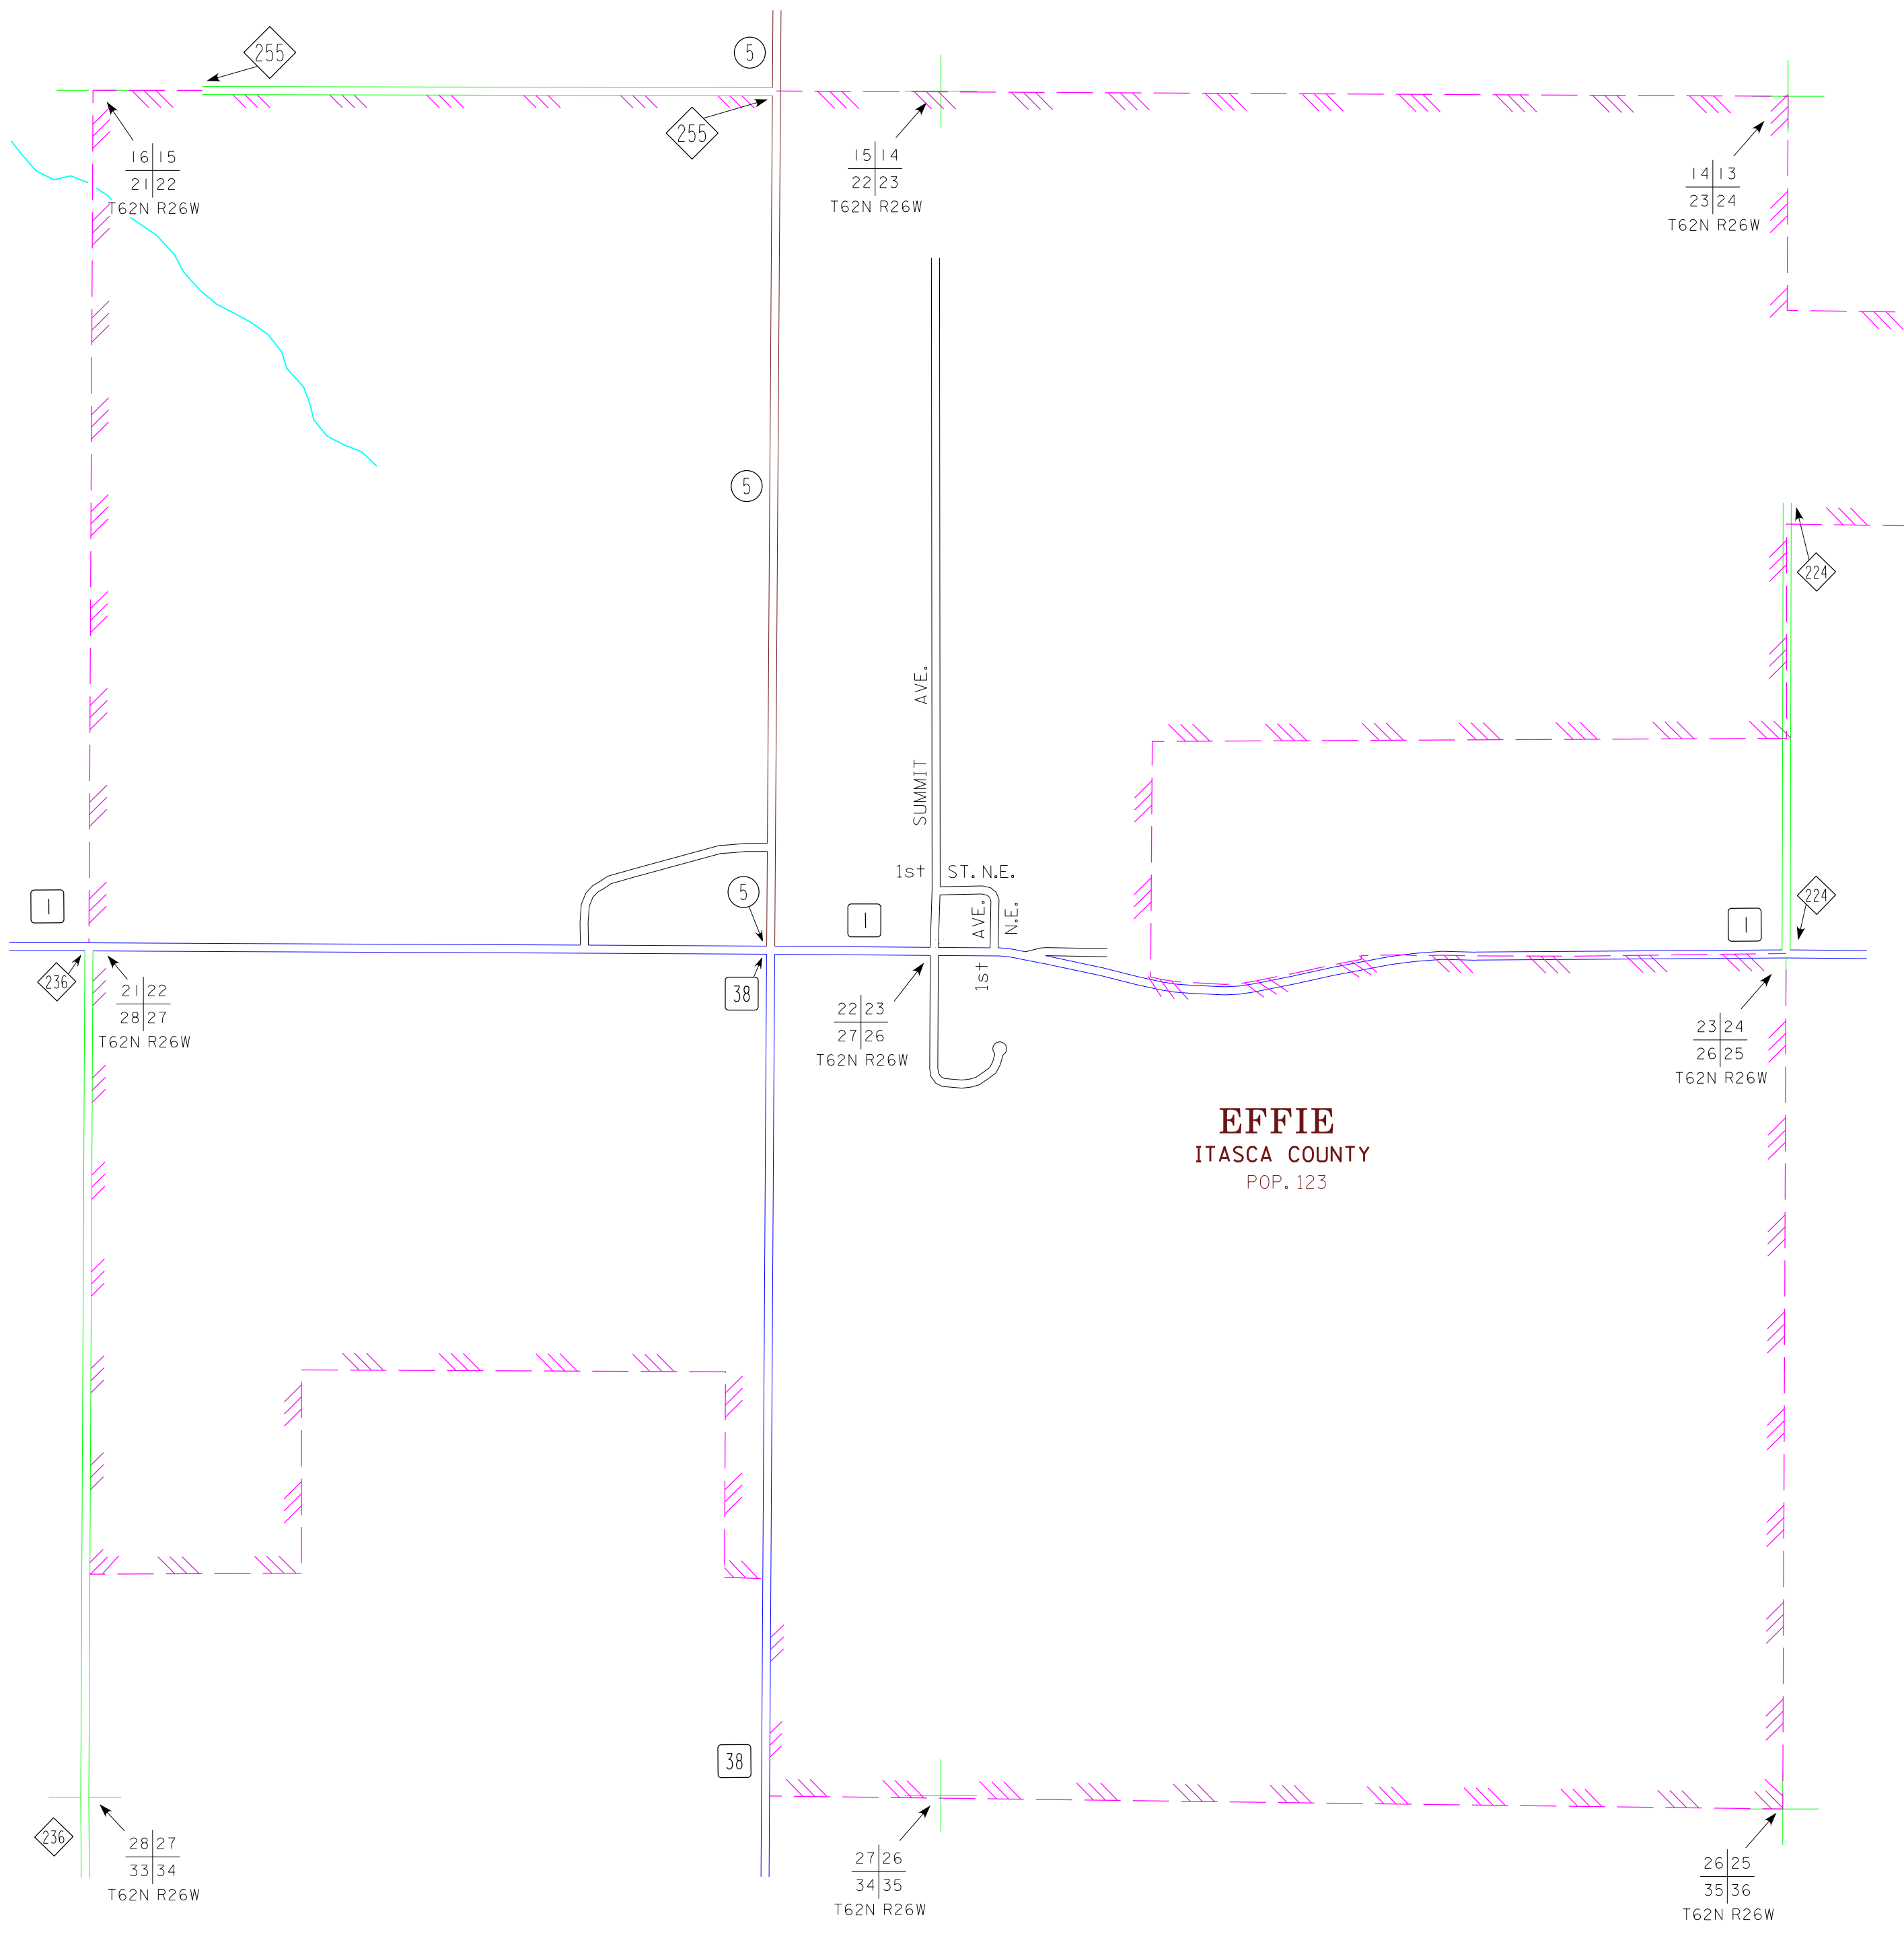 255
5
255
16 15
21 22
T62N R26W
15 14
22 23
T62N R26W
14 13
23 24
T62N R26W
5
224
SUMMIT AVE.
1st ST. N.E.
5
1
1
1
224
1st AVE. N.E.
236
38
21 22
28 27
T62N R26W
22 23
27 26
T62N R26W
23 24
26 25
T62N R26W
EFFIE
ITASCA COUNTY
POP. 123
38
236
28 27
33 34
T62N R26W
27 26
34 35
T62N R26W
26 25
35 36
T62N R26W